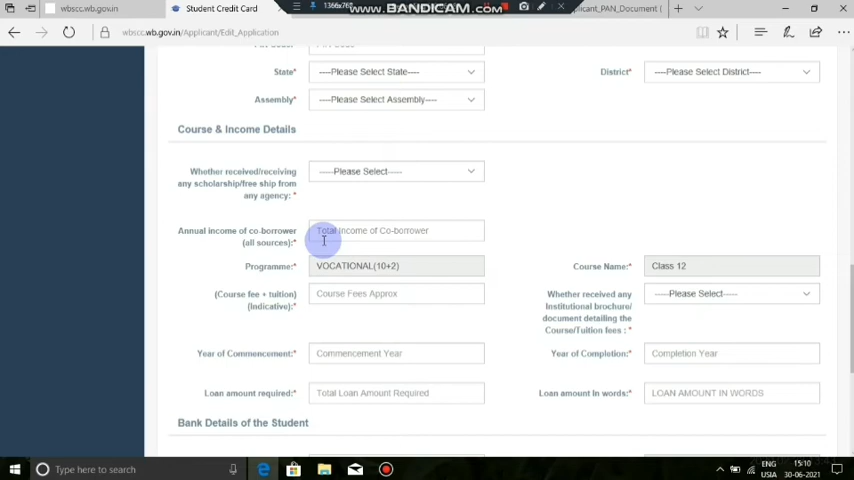 wbscc.wb.gov.in
Student Credit Card
1366x768
www.BANDICAM.com
pplicant_PAN_Document (
wbscc.wb.gov.in/Applicant/Edit_Application
State*
----Please Select State----
District*
----Please Select District----
Assembly*
----Please Select Assembly----
Course & Income Details
Whether received/receiving
any scholarship/free ship from
any agency: *
-----Please Select-----
Annual income of co-borrower
(all sources):*
Total Income of Co-borrower
Programme:*
VOCATIONAL(10+2)
Course Name:*
Class 12
(Course fee + tuition)
(Indicative):*
Course Fees Approx
Whether received any
Institutional brochure/
document detailing the
Course/Tuition fees : *
-----Please Select-----
Year of Commencement:*
Commencement Year
Year of Completion:*
Completion Year
Loan amount required:*
Total Loan Amount Required
Loan amount In words:*
LOAN AMOUNT IN WORDS
Bank Details of the Student
Type here to search
ENG
USIA
15:10
30-06-2021